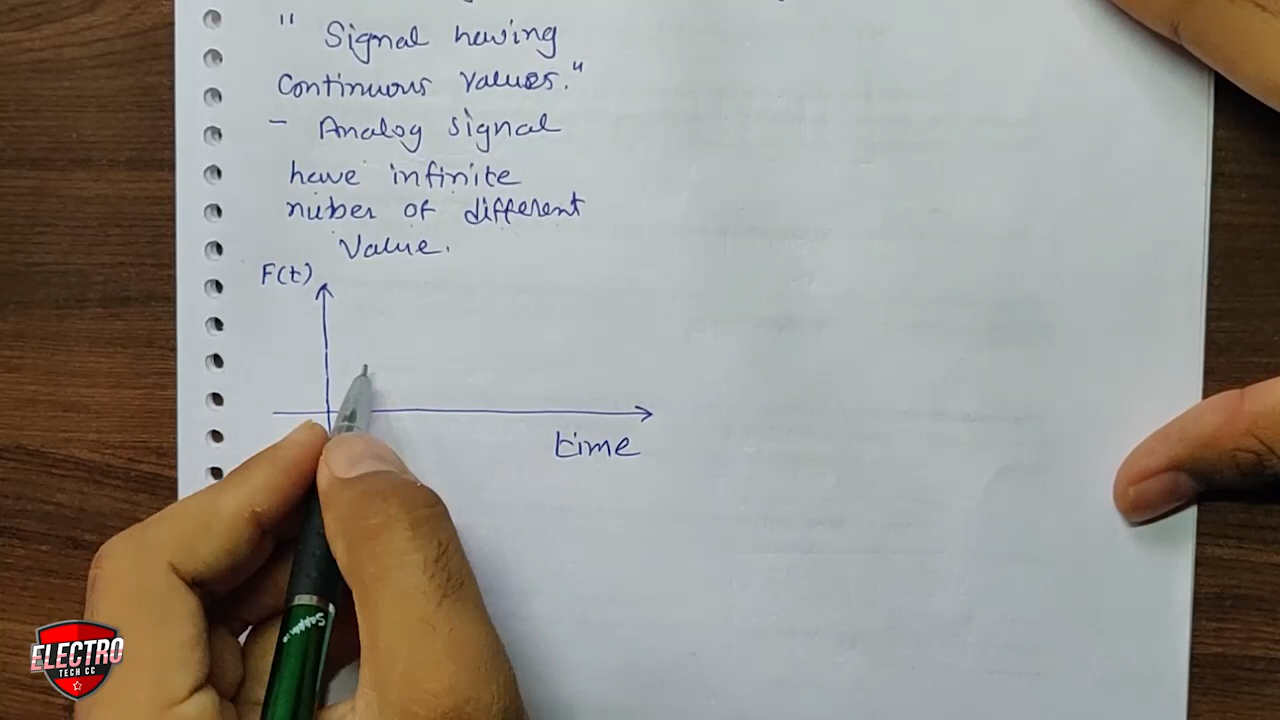 " Signal having
continuous values."
- Analog signal
have infinite
nuber of different
value.
F(t)
time
ELECTRO
TECH CC